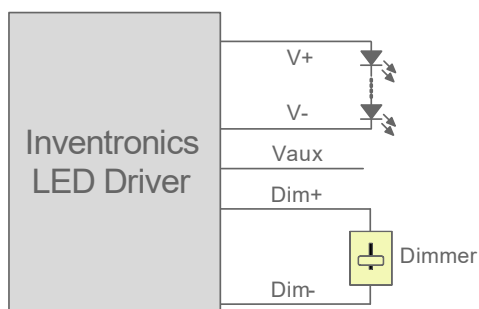 Inventronics
LED Driver
V+
V-
Vaux
Dim+
Dimmer
Dim-